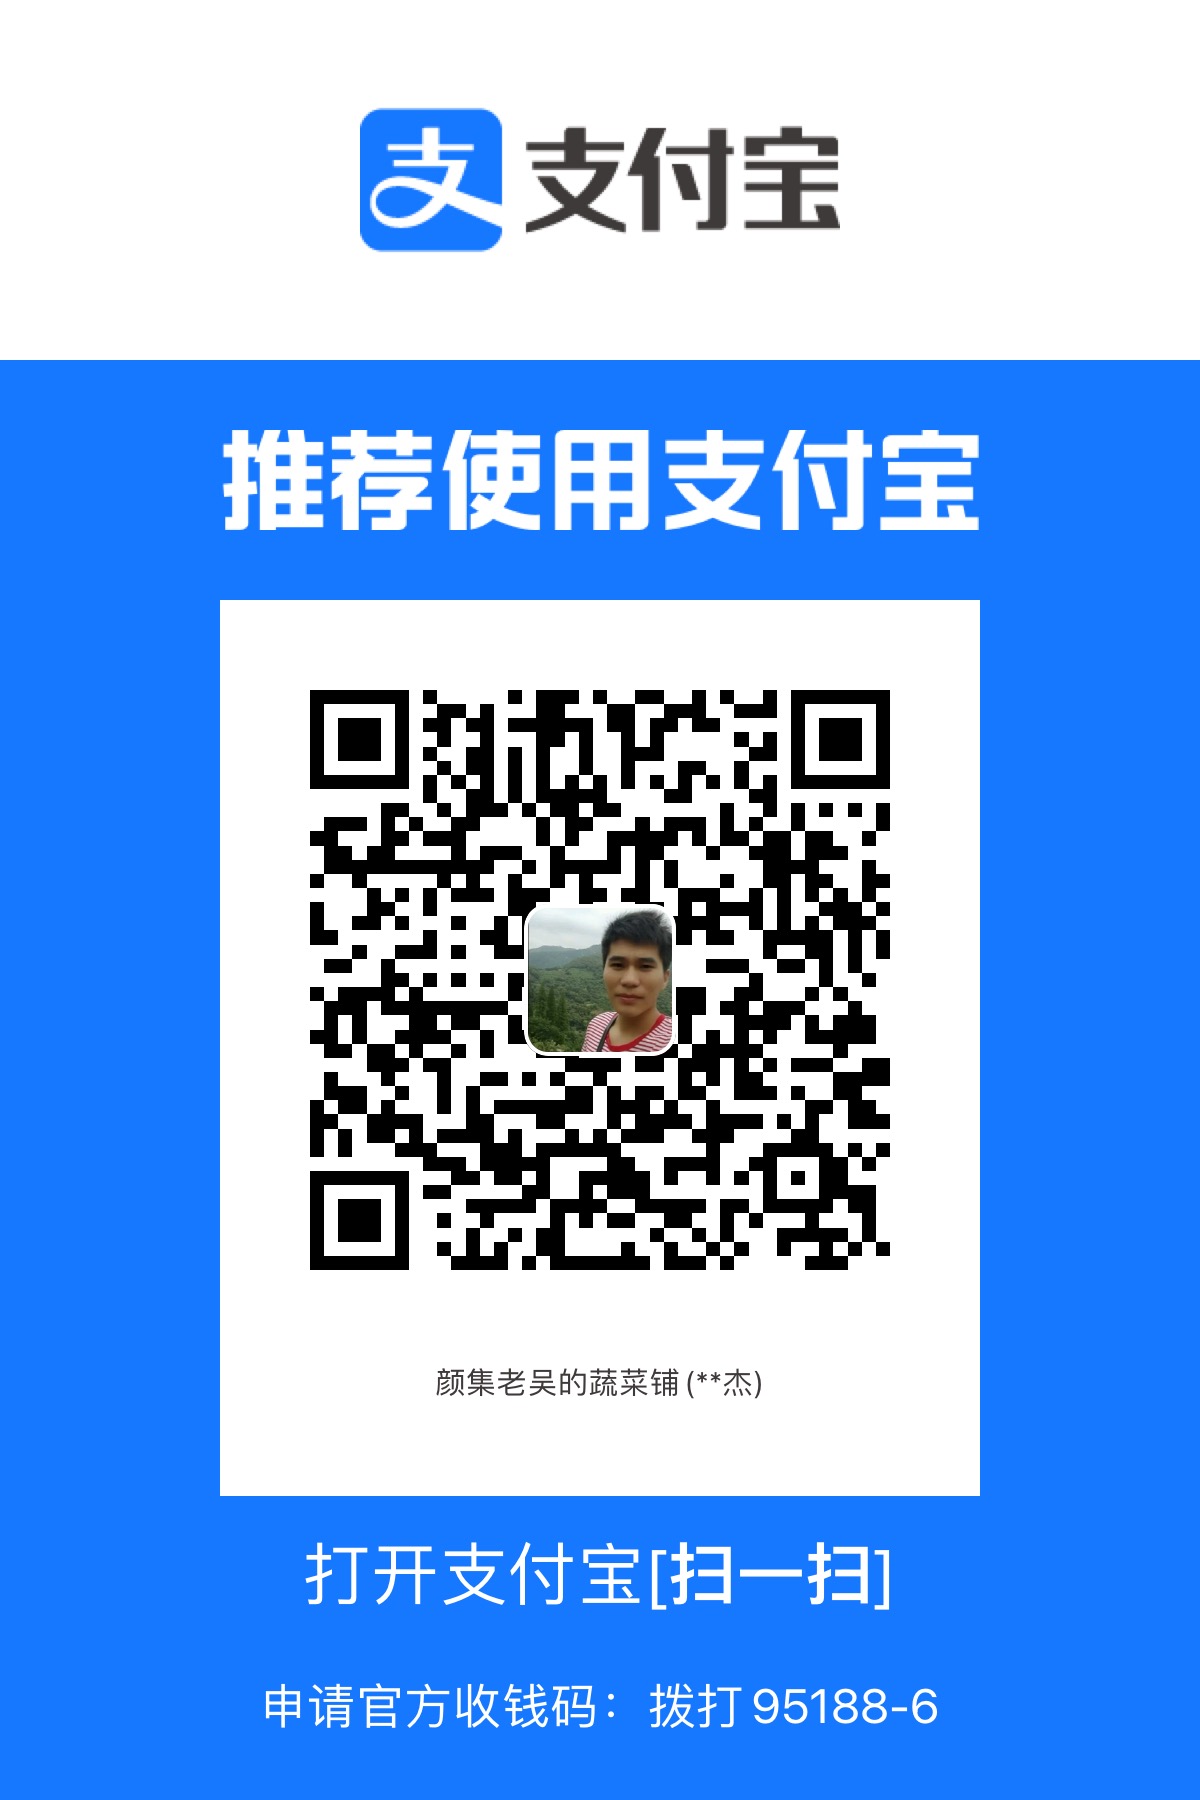 支 支付宝
推荐使用支付宝
颜集老吴的蔬菜铺 (**杰)
打开支付宝[扫一扫]
申请官方收钱码：拨打 95188-6